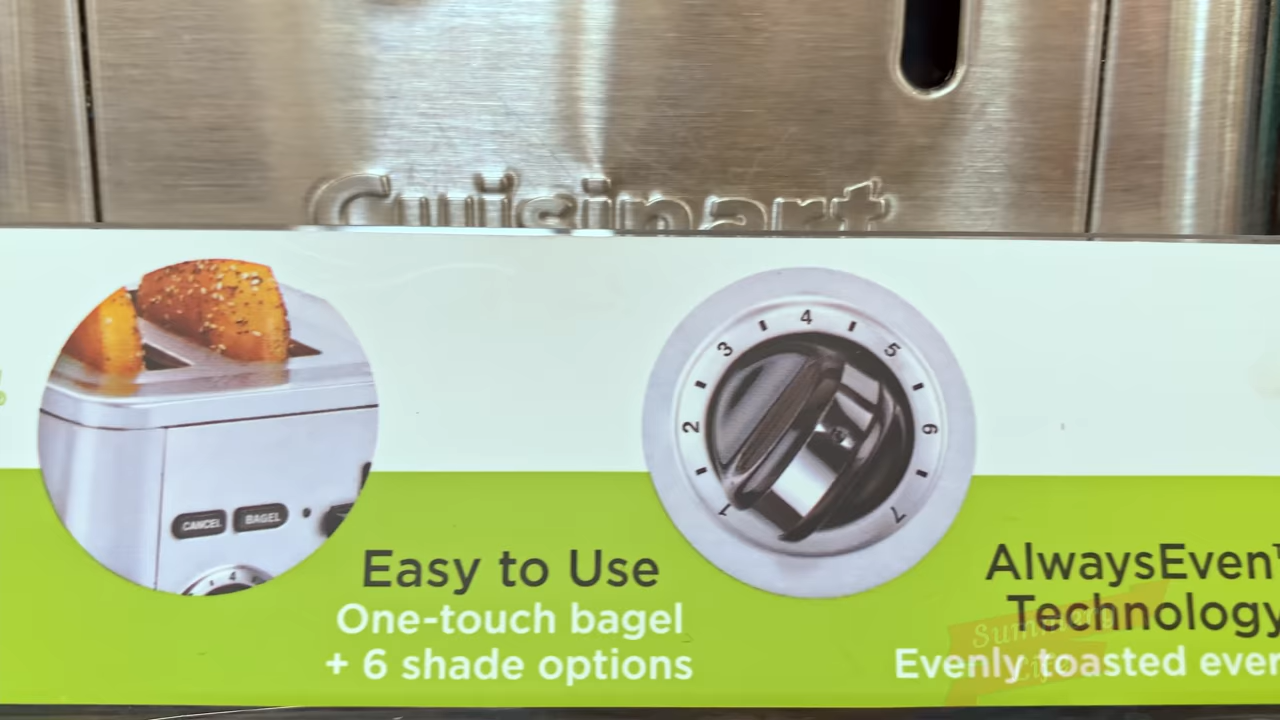 Cuisinart
CANCEL BAGEL
4
1 2 3 4 5 6 7
Easy to Use
One-touch bagel
+ 6 shade options
AlwaysEven
Technology
Evenly toasted